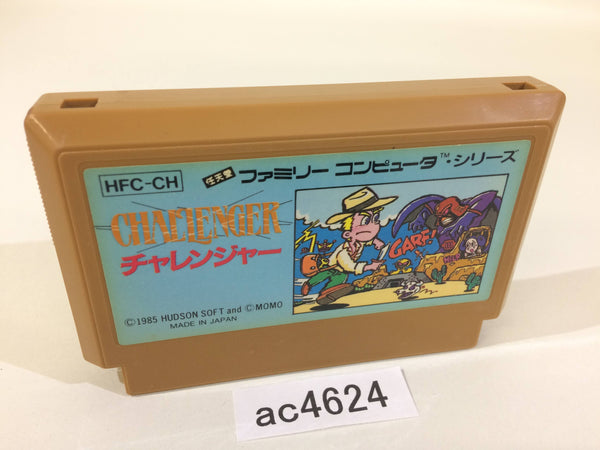 HFC-CH
任天堂 ファミリー コンピュータ™・シリーズ
CHALLENGER
チャレンジャー
GARF!
HELP
©1985 HUDSON SOFT and ©MOMO
MADE IN JAPAN
ac4624